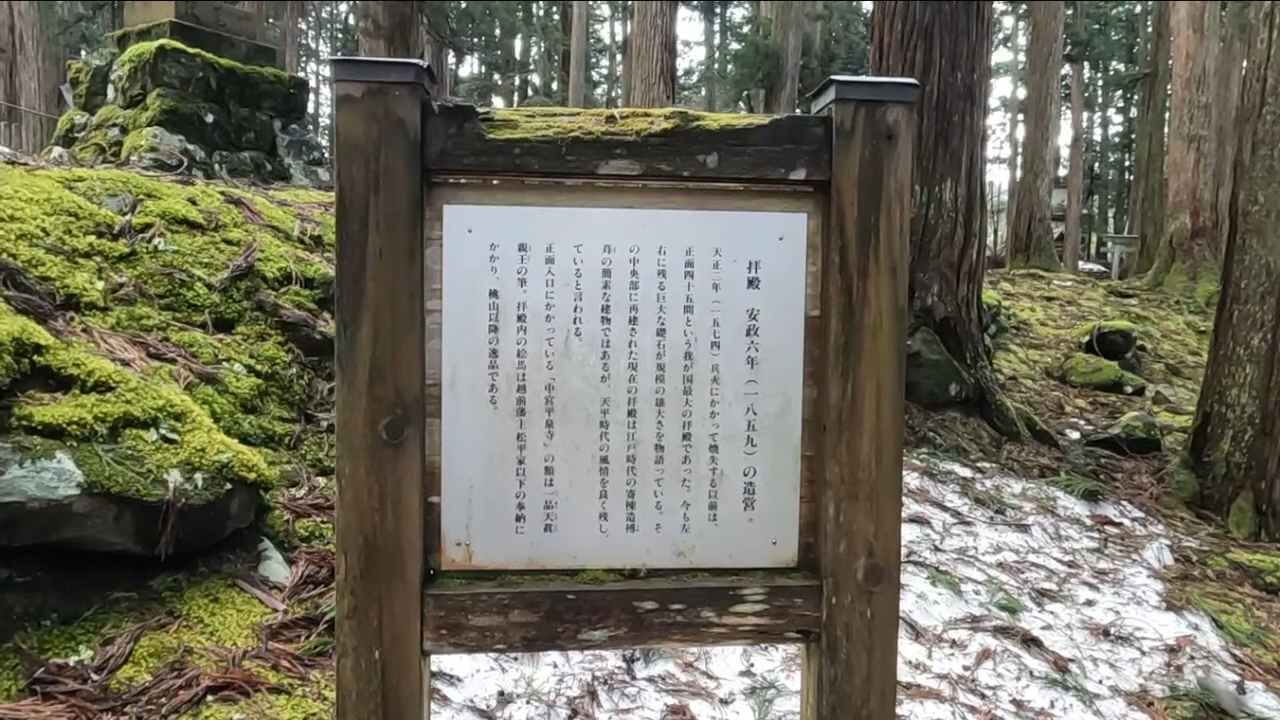 拝殿 安政六年(一八五九)の造営。
天正二年(一五七四)兵火にかかって焼失する以前は、
正面四十五間という我が国最大の拝殿であった。今も左
右に残る巨大な礎石が規模の雄大さを物語っている。そ
の中央部に再建された現在の拝殿は江戸時代の寄棟造榑
葺の簡素な建物ではあるが、天平時代の風情を良く残し
ていると言われる。
正面入口にかかっている「中宮平泉寺」の額は一品天眞
親王の筆。拝殿内の絵馬は越前藩主松平家以下の奉納に
かかり、桃山以降の逸品である。